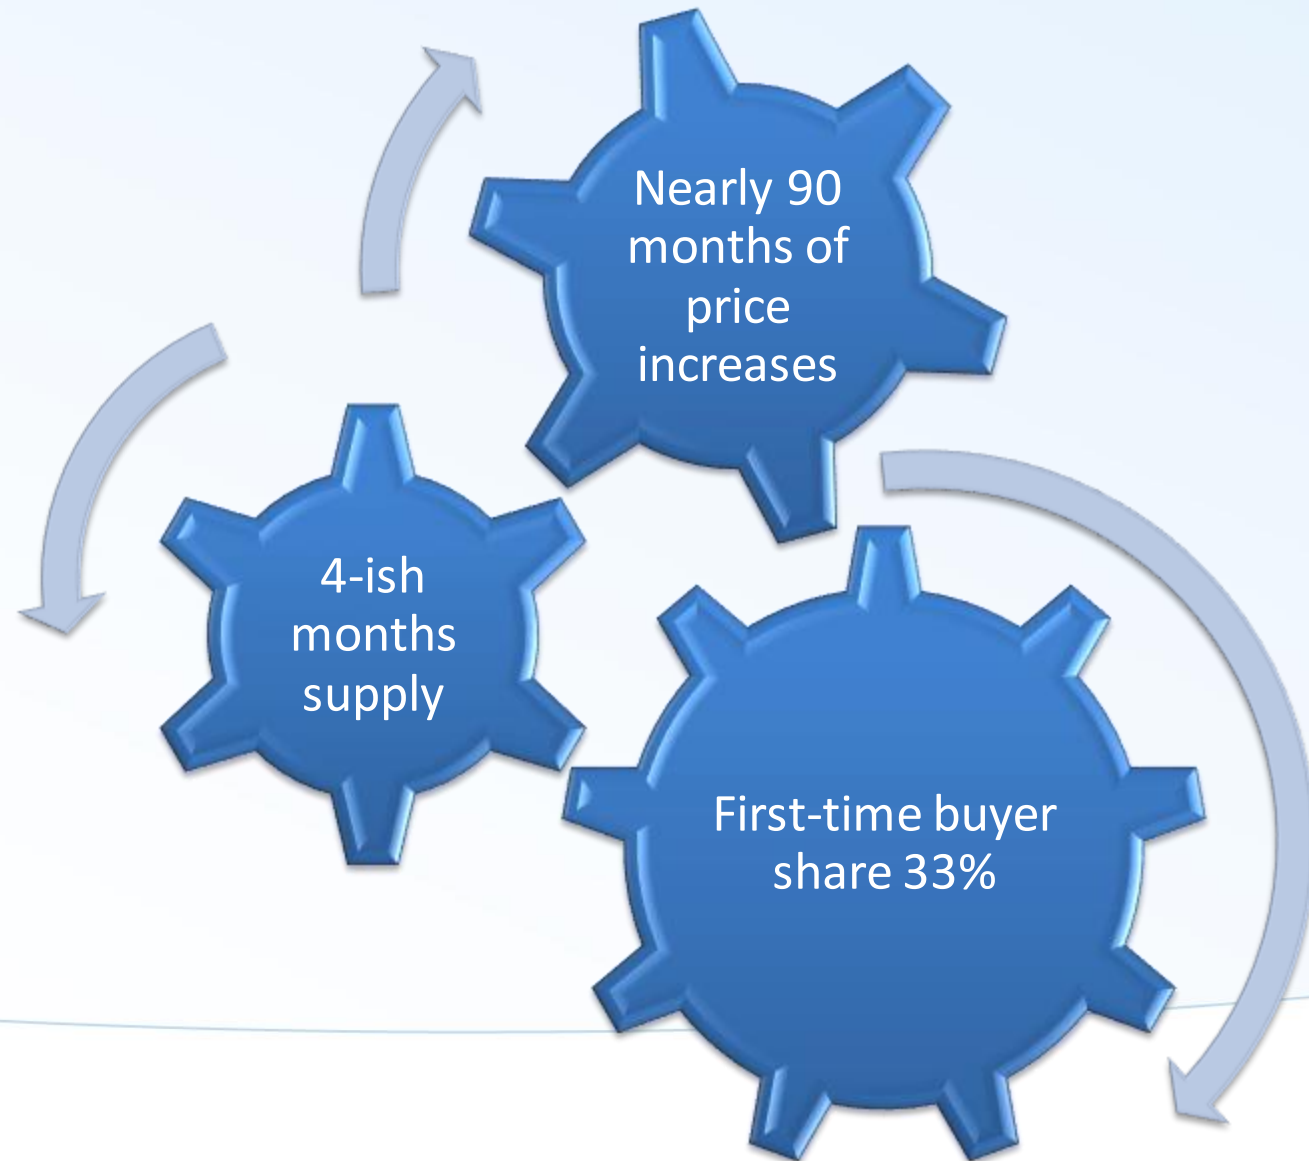 Nearly 90
months of
price
increases
4-ish
months
supply
First-time buyer
share 33%